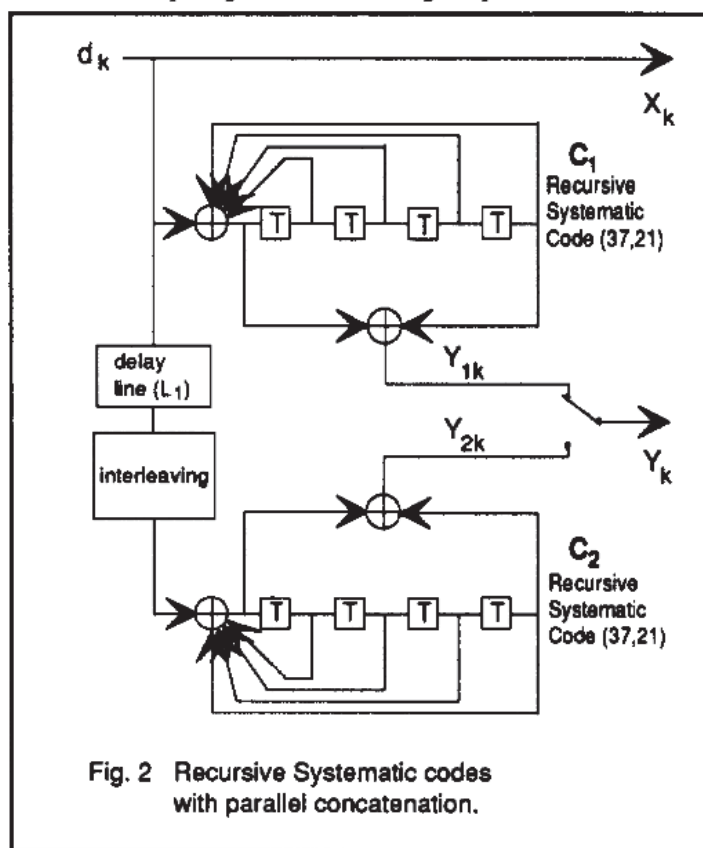 d_k
X_k
C_1
Recursive
Systematic
Code (37,21)
T T T T
delay
line (L_1)
Y_1k
interleaving
Y_2k
Y_k
C_2
Recursive
Systematic
Code (37,21)
T T T T
Fig. 2 Recursive Systematic codes
with parallel concatenation.